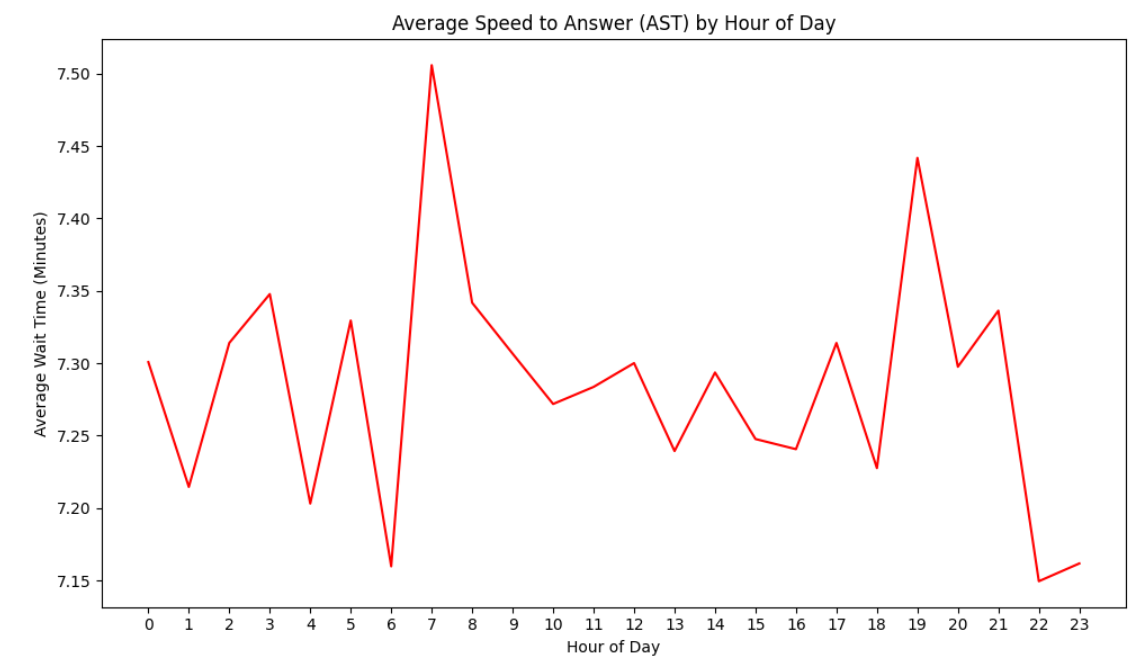 Average Speed to Answer (AST) by Hour of Day
7.50
7.45
7.40
7.35
7.30
7.25
7.20
7.15
Average Wait Time (Minutes)
0 1 2 3 4 5 6 7 8 9 10 11 12 13 14 15 16 17 18 19 20 21 22 23
Hour of Day